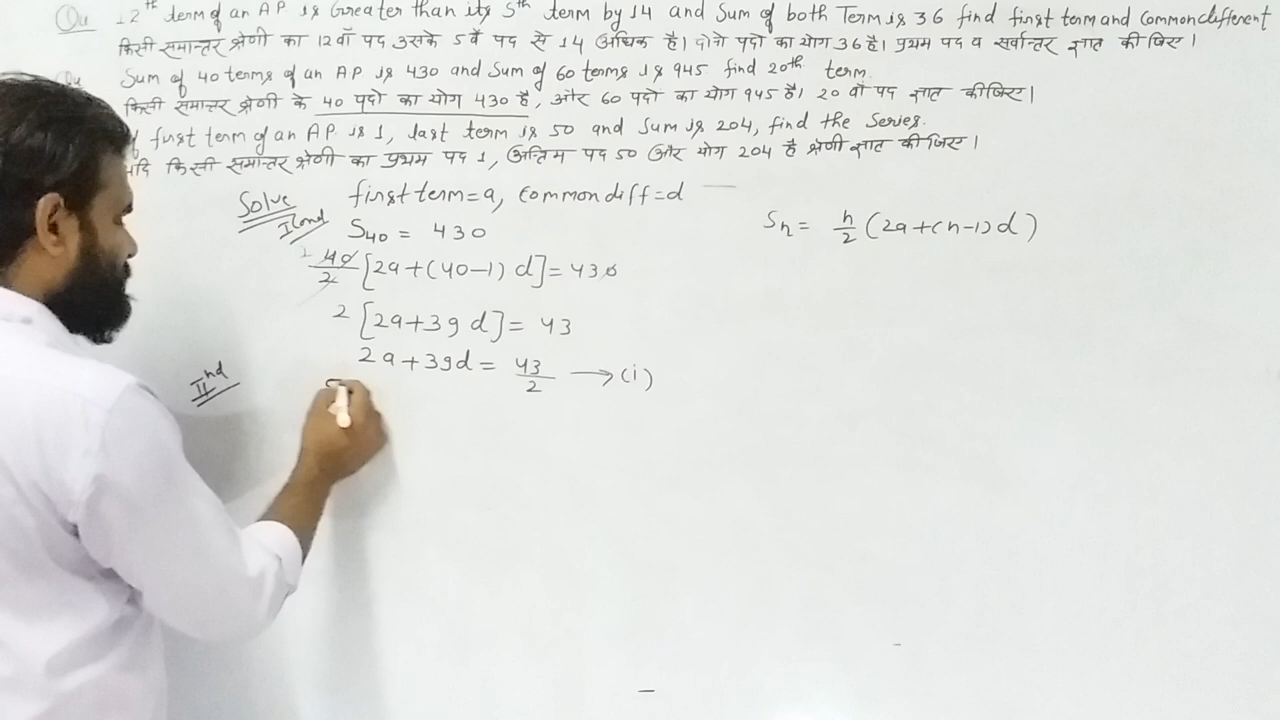 Qu 12th term of an AP is Greater than its 5th term by 14 and Sum of both Term is 36 find first term and Common different
किसी समान्तर श्रेणी का 12वाँ पद उसके 5वें पद से 14 अधिक है। दोनों पदो का योग 36 है। प्रथम पद व सर्वान्तर ज्ञात कीजिए।
Sum of 40 terms of an AP is 430 and Sum of 60 terms is 945 find 20th term.
किसी समान्तर श्रेणी के 40 पदो का योग 430 है, और 60 पदो का योग 945 है। 20 वाँ पद ज्ञात कीजिए।
first term of an AP is 1, last term is 50 and Sum is 204, find the Series.
यदि किसी समान्तर श्रेणी का प्रथम पद 1, अन्तिम पद 50 और योग 204 है श्रेणी ज्ञात कीजिए।
Solve first term = a, Common diff = d
I Cond S40 = 430
Sn = n/2 (2a+(n-1)d)
40/2 [2a+(40-1)d] = 430
2 [2a+39d] = 43
2a+39d = 43/2 → (i)
IInd